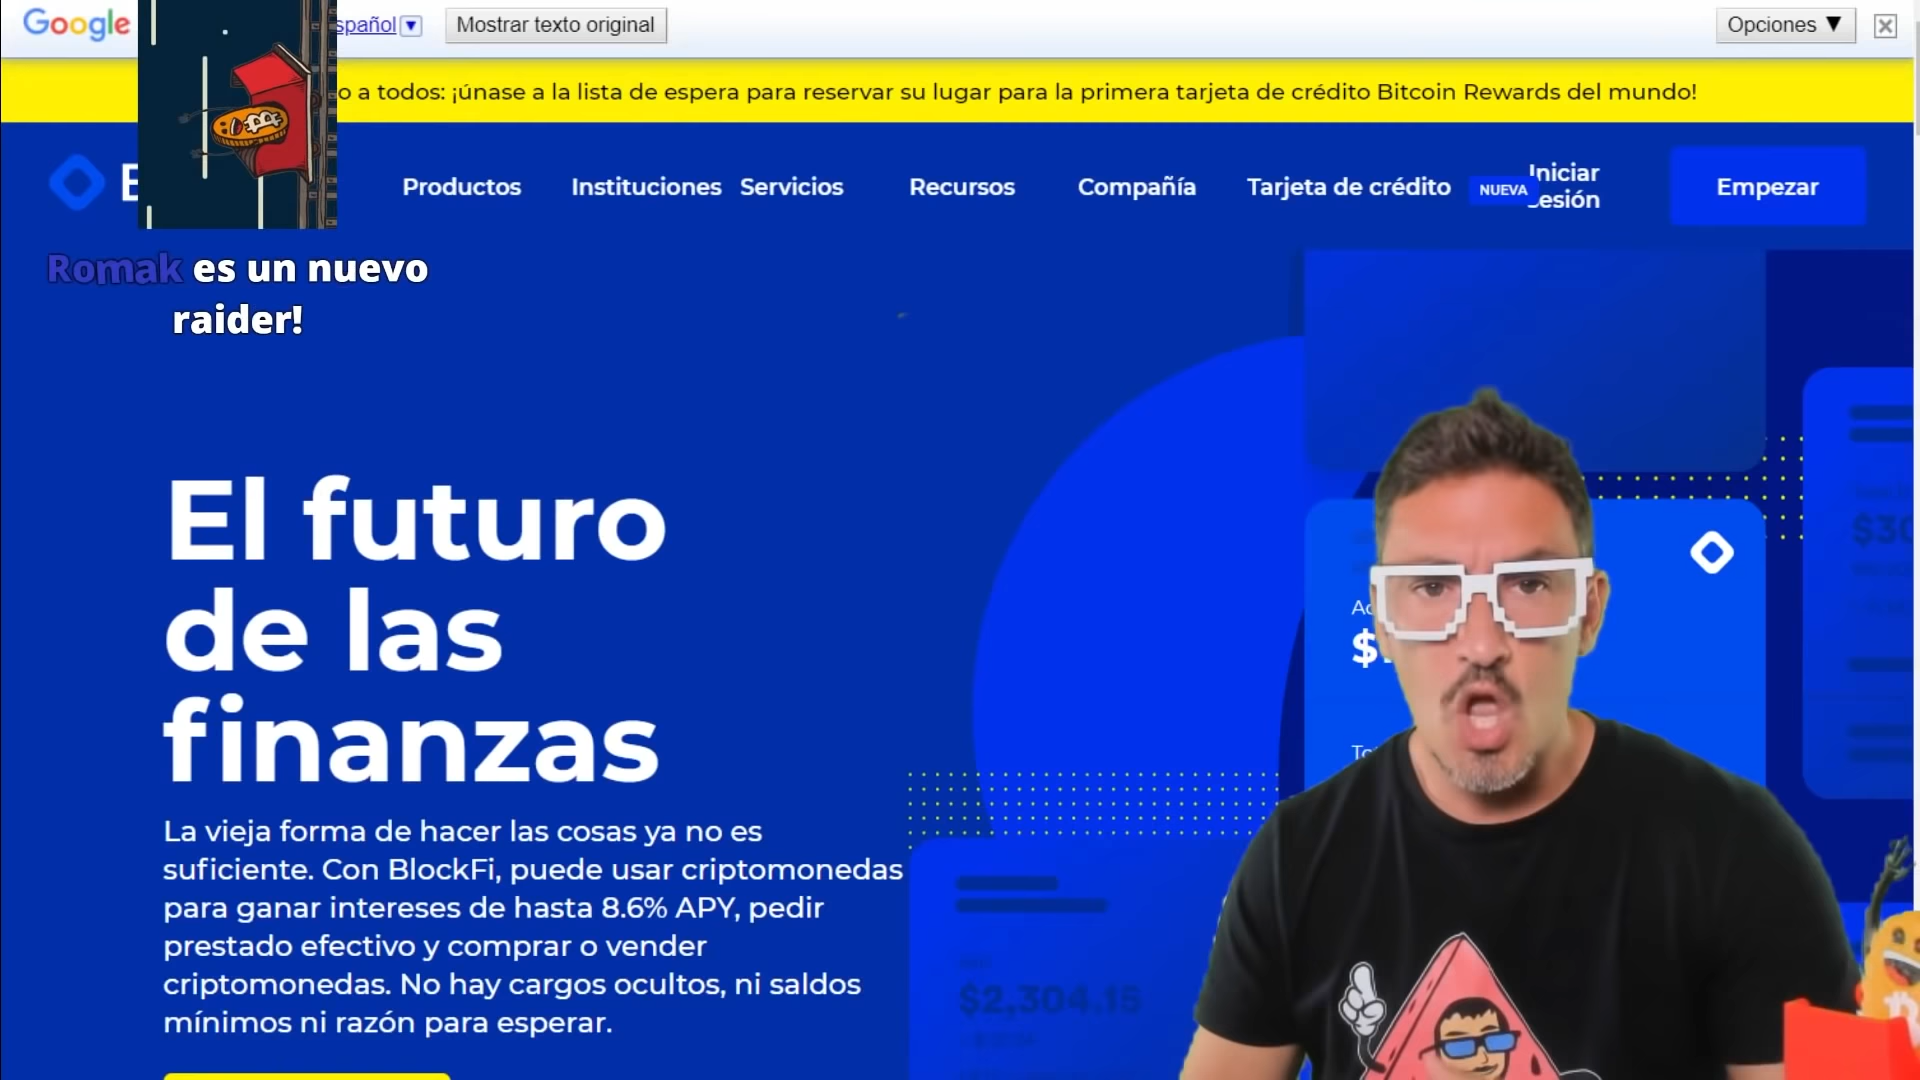 Google
spañol
Mostrar texto original
Opciones ▼
o a todos: ¡únase a la lista de espera para reservar su lugar para la primera tarjeta de crédito Bitcoin Rewards del mundo!
Productos
Instituciones
Servicios
Recursos
Compañía
Tarjeta de crédito
NUEVA
Iniciar
sesión
Empezar
Romak es un nuevo
raider!
El futuro
de las
finanzas
La vieja forma de hacer las cosas ya no es
suficiente. Con BlockFi, puede usar criptomonedas
para ganar intereses de hasta 8.6% APY, pedir
prestado efectivo y comprar o vender
criptomonedas. No hay cargos ocultos, ni saldos
mínimos ni razón para esperar.
$2,304.15